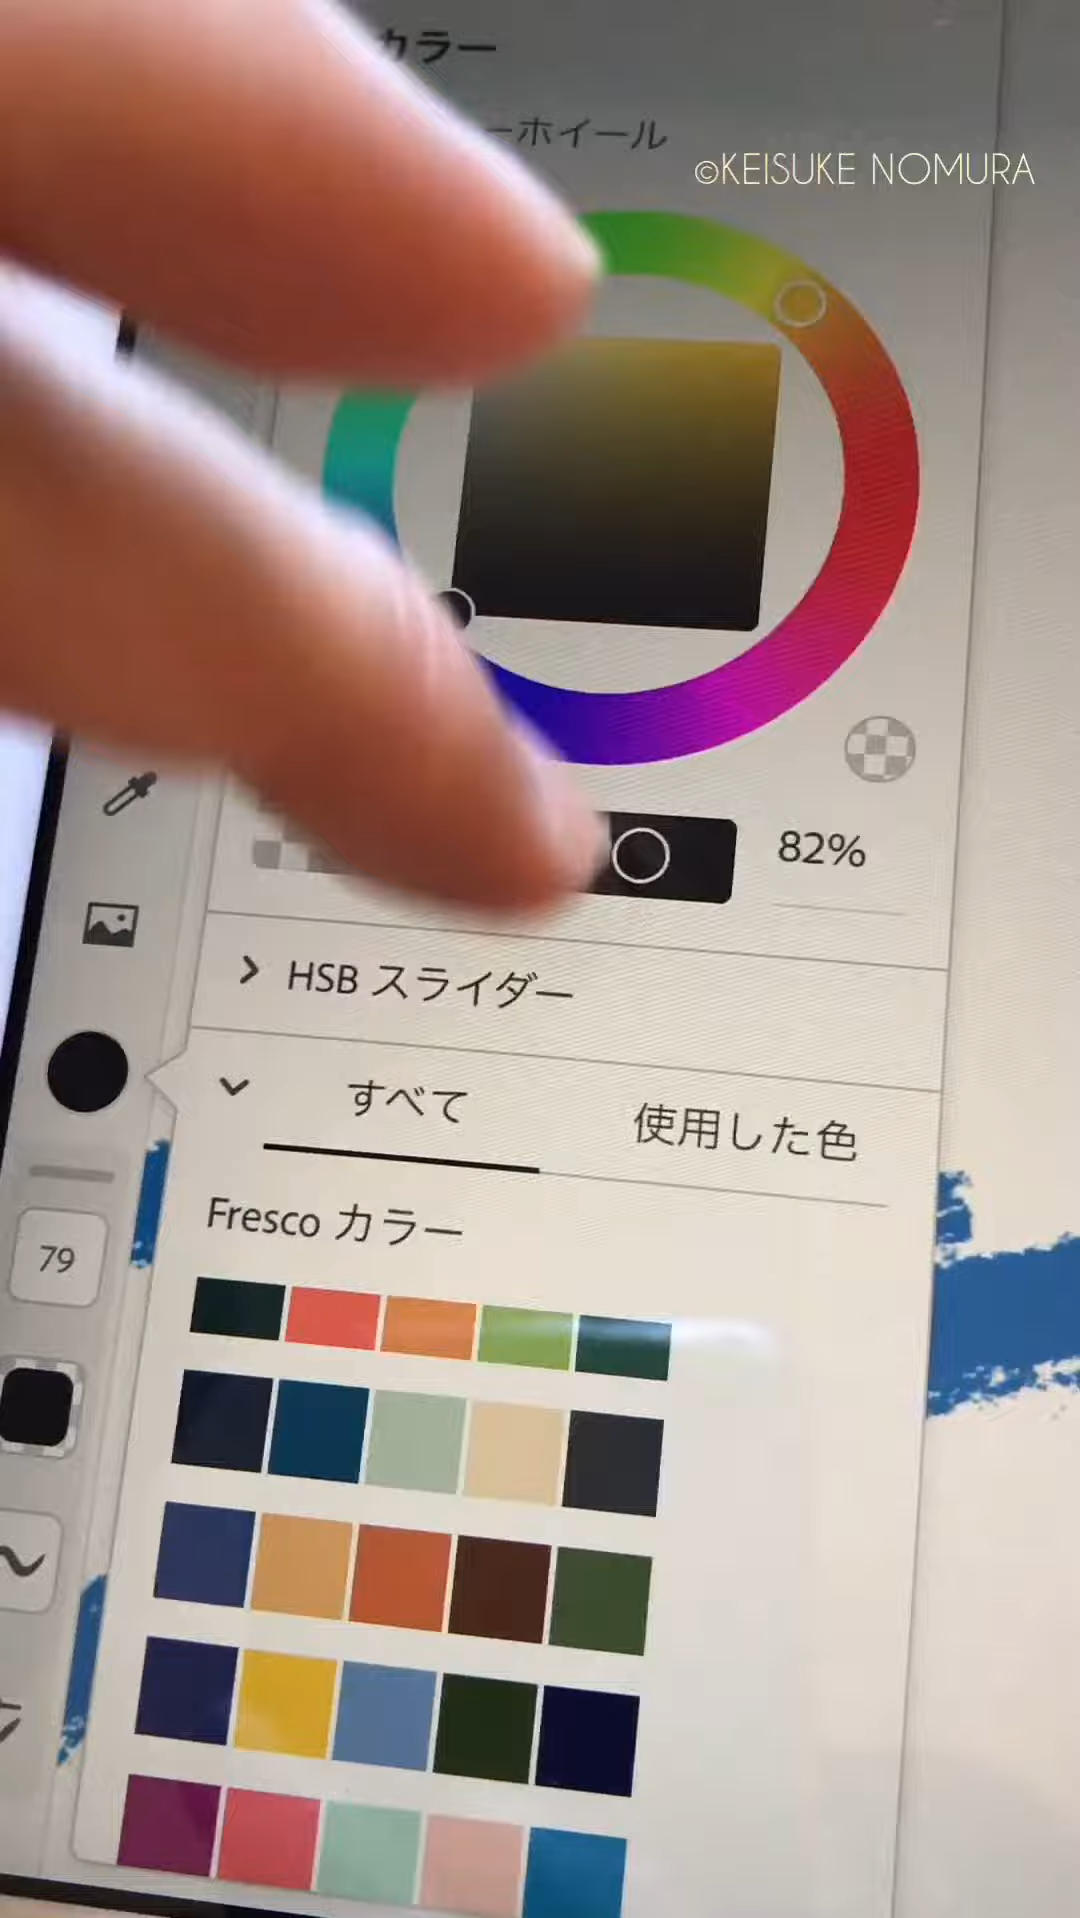 カラー
ーホイール
©KEISUKE NOMURA
82%
HSB スライダー
すべて
使用した色
Fresco カラー
79